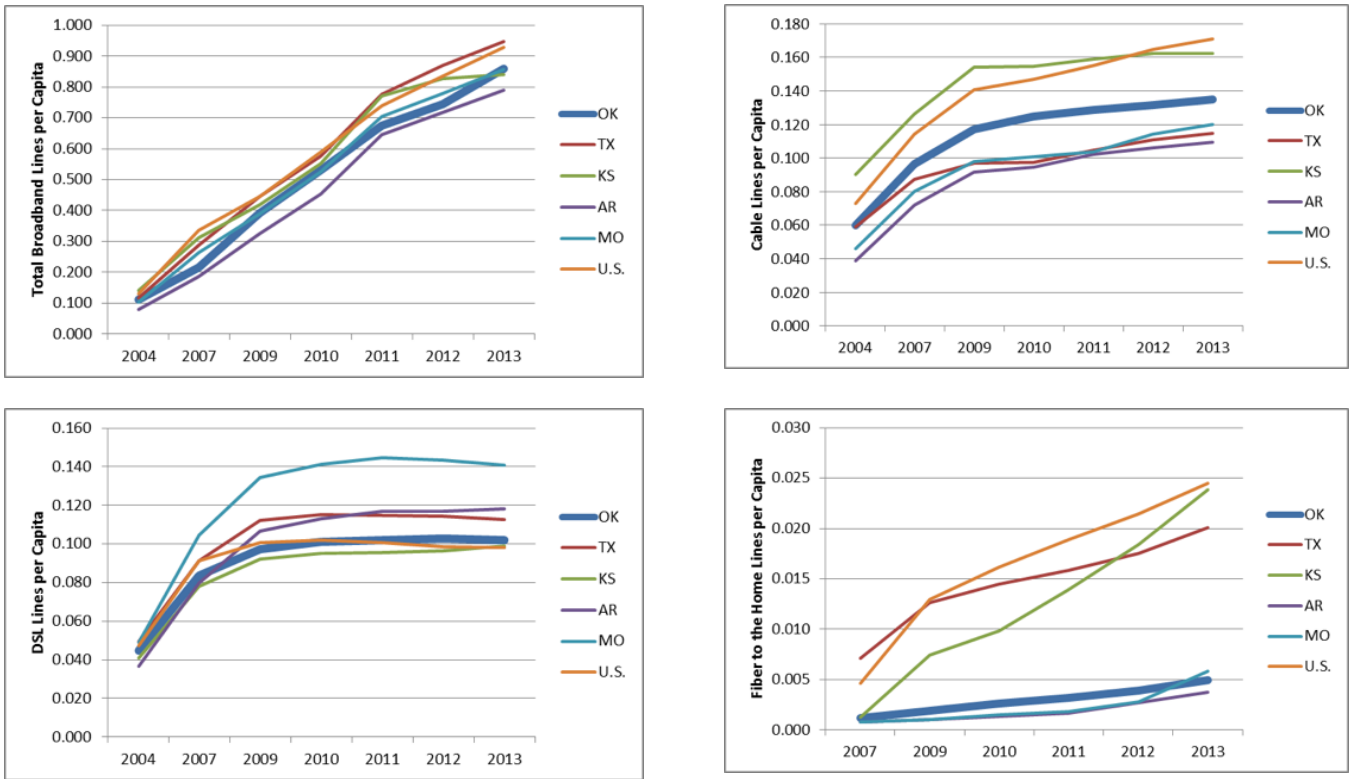 Total Broadband Lines per Capita
1.000
0.900
0.800
0.700
0.600
0.500
0.400
0.300
0.200
0.100
0.000
2004 2007 2009 2010 2011 2012 2013
OK
TX
KS
AR
MO
U.S.
Cable Lines per Capita
0.180
0.160
0.140
0.120
0.100
0.080
0.060
0.040
0.020
0.000
2004 2007 2009 2010 2011 2012 2013
OK
TX
KS
AR
MO
U.S.
DSL Lines per Capita
0.160
0.140
0.120
0.100
0.080
0.060
0.040
0.020
0.000
2004 2007 2009 2010 2011 2012 2013
OK
TX
KS
AR
MO
U.S.
Fiber to the Home Lines per Capita
0.030
0.025
0.020
0.015
0.010
0.005
0.000
2007 2009 2010 2011 2012 2013
OK
TX
KS
AR
MO
U.S.